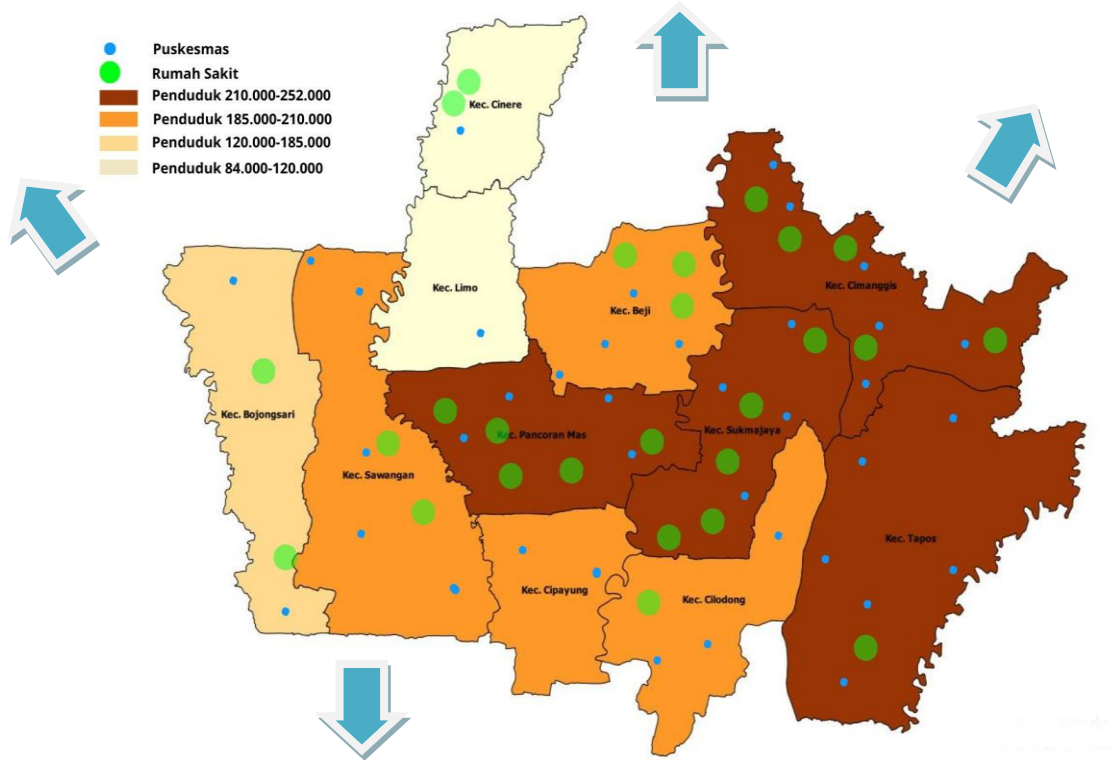 Puskesmas
Rumah Sakit
Penduduk 210.000-252.000
Penduduk 185.000-210.000
Penduduk 120.000-185.000
Penduduk 84.000-120.000
Kec. Cinere
Kec. Limo
Kec. Cimanggis
Kec. Beji
Kec. Bojongsari
Kec. Pancoran Mas
Kec. Sukmajaya
Kec. Sawangan
Kec. Tapos
Kec. Cipayung
Kec. Cilodong